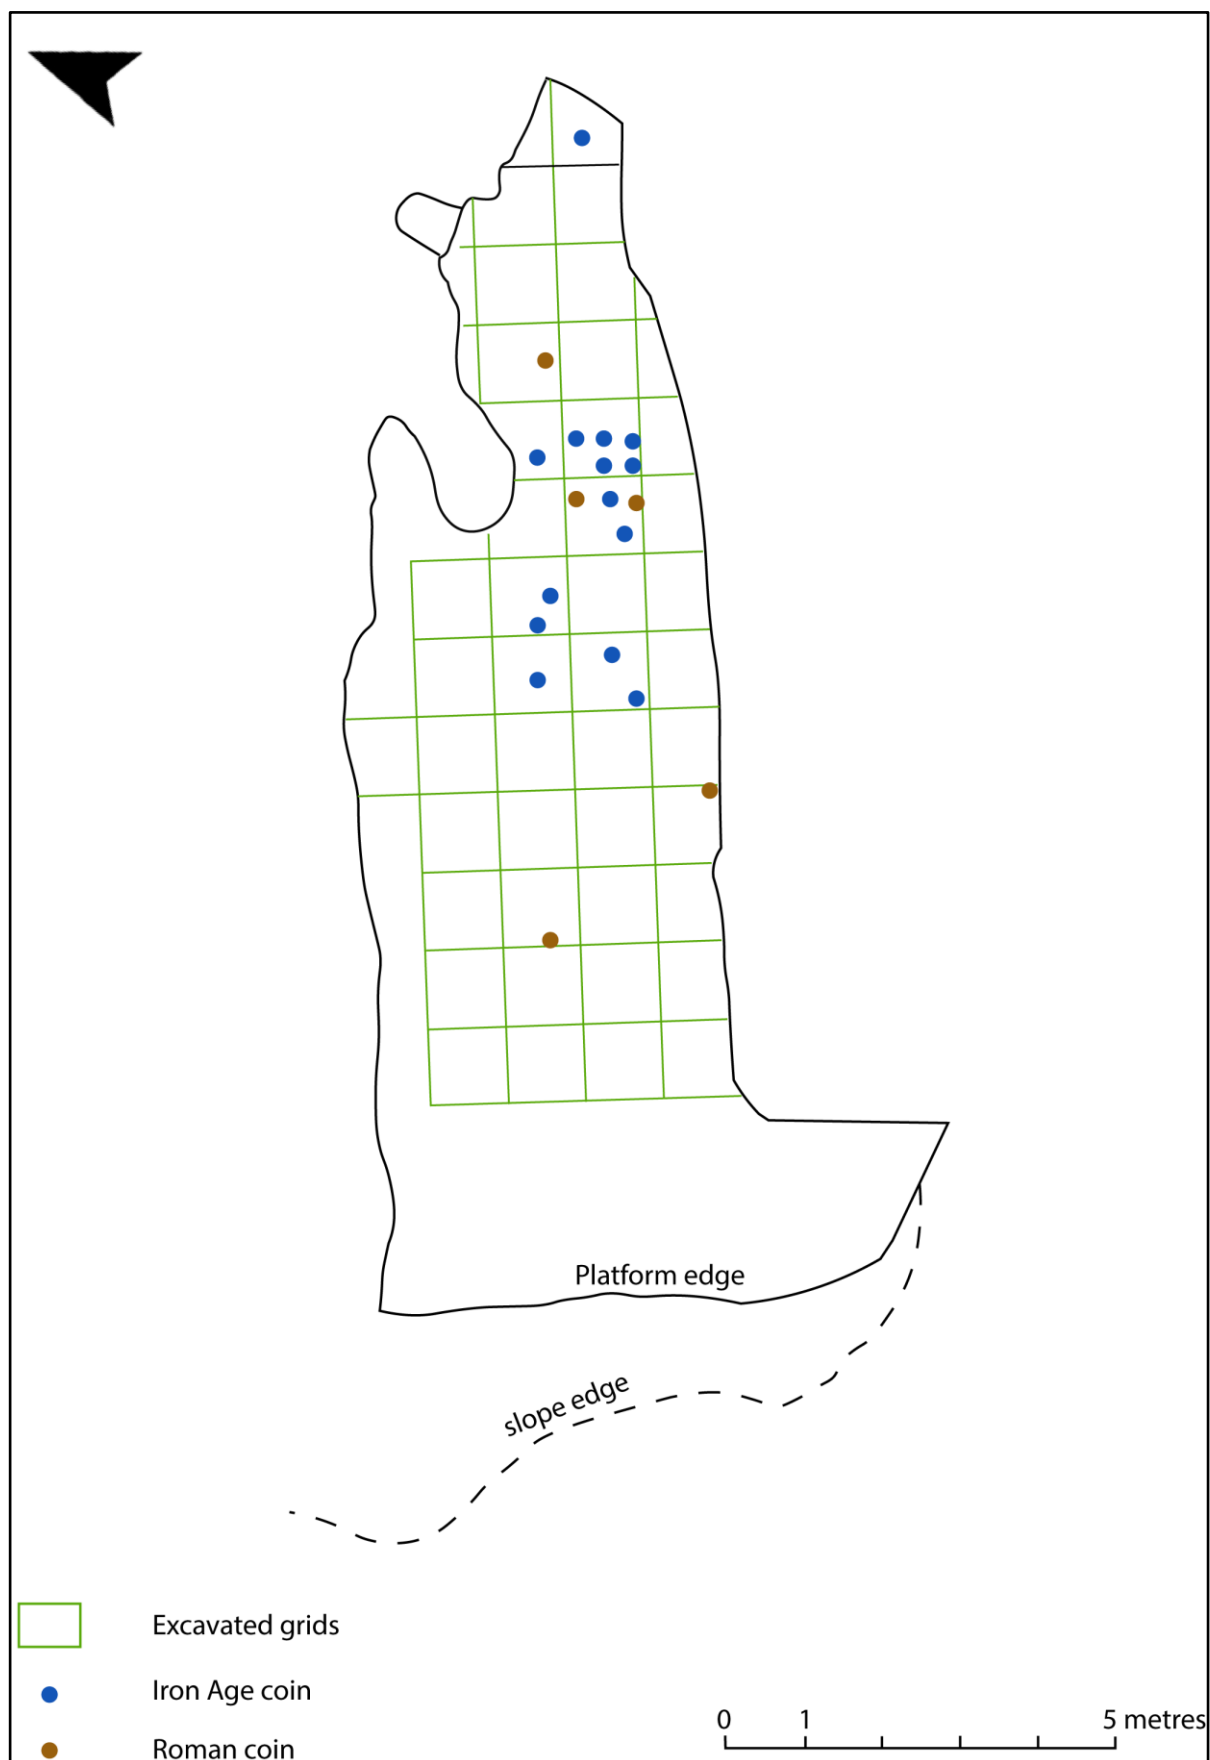 Platform edge
slope edge
Excavated grids
Iron Age coin
Roman coin
0 1 5 metres